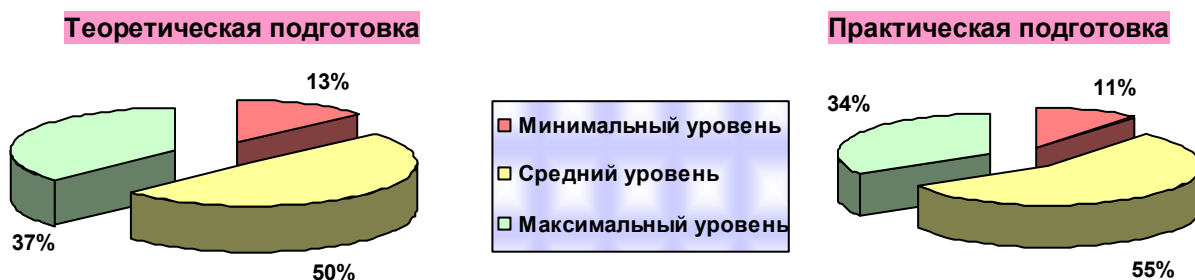 Теоретическая подготовка
13%
37%
50%
Минимальный уровень
Средний уровень
Максимальный уровень
Практическая подготовка
11%
34%
55%